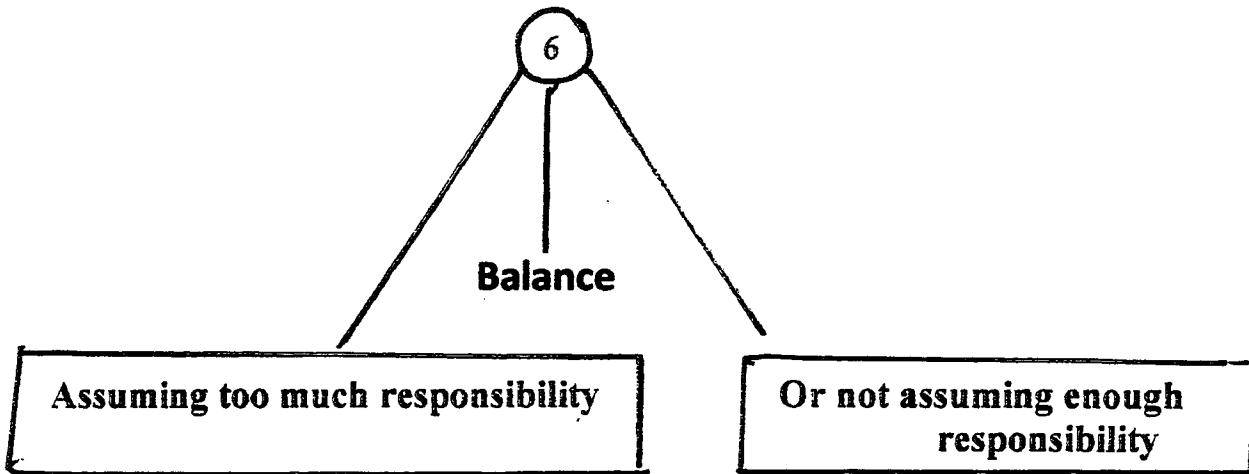 6
Balance
Assuming too much responsibility
Or not assuming enough
responsibility